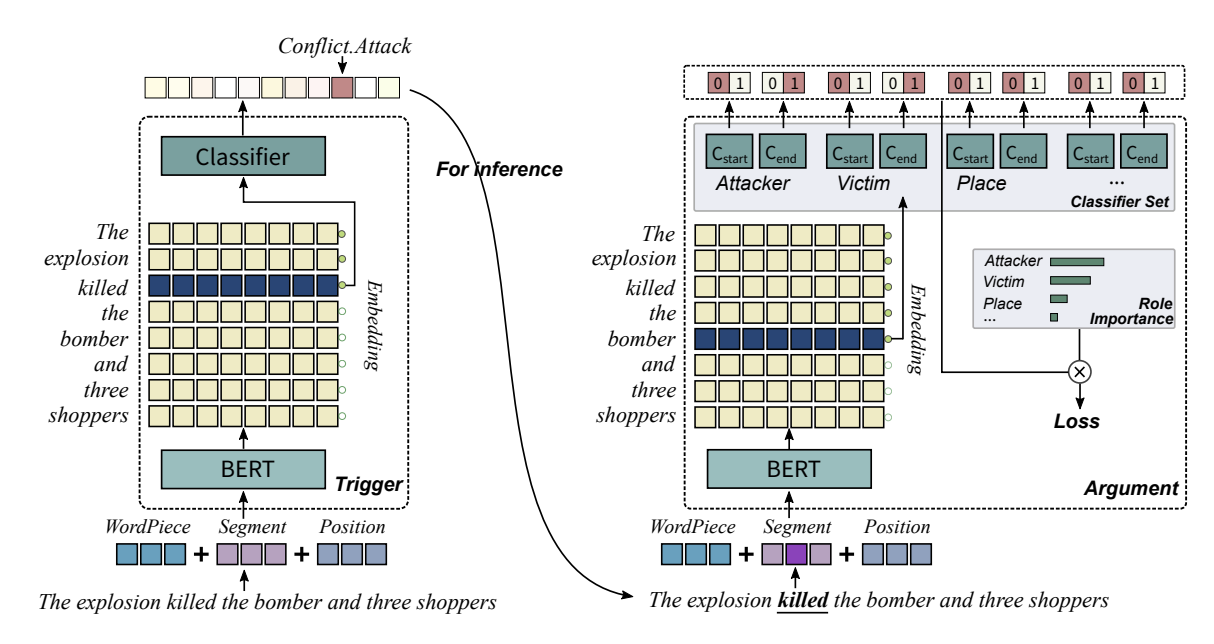 Conflict.Attack
Classifier
The
explosion
killed
the
bomber
and
three
shoppers
Embedding
BERT
Trigger
WordPiece
Segment
Position
+
+
The explosion killed the bomber and three shoppers
For inference
0 1 0 1 0 1 0 1 0 1 0 1 0 1 0 1
Cstart Cend Cstart Cend Cstart Cend Cstart Cend
Attacker Victim Place ...
Classifier Set
The
explosion
killed
the
bomber
and
three
shoppers
Embedding
Attacker
Victim
Place
...
Role
Importance
×
Loss
BERT
Argument
WordPiece
Segment
Position
+
+
The explosion killed the bomber and three shoppers